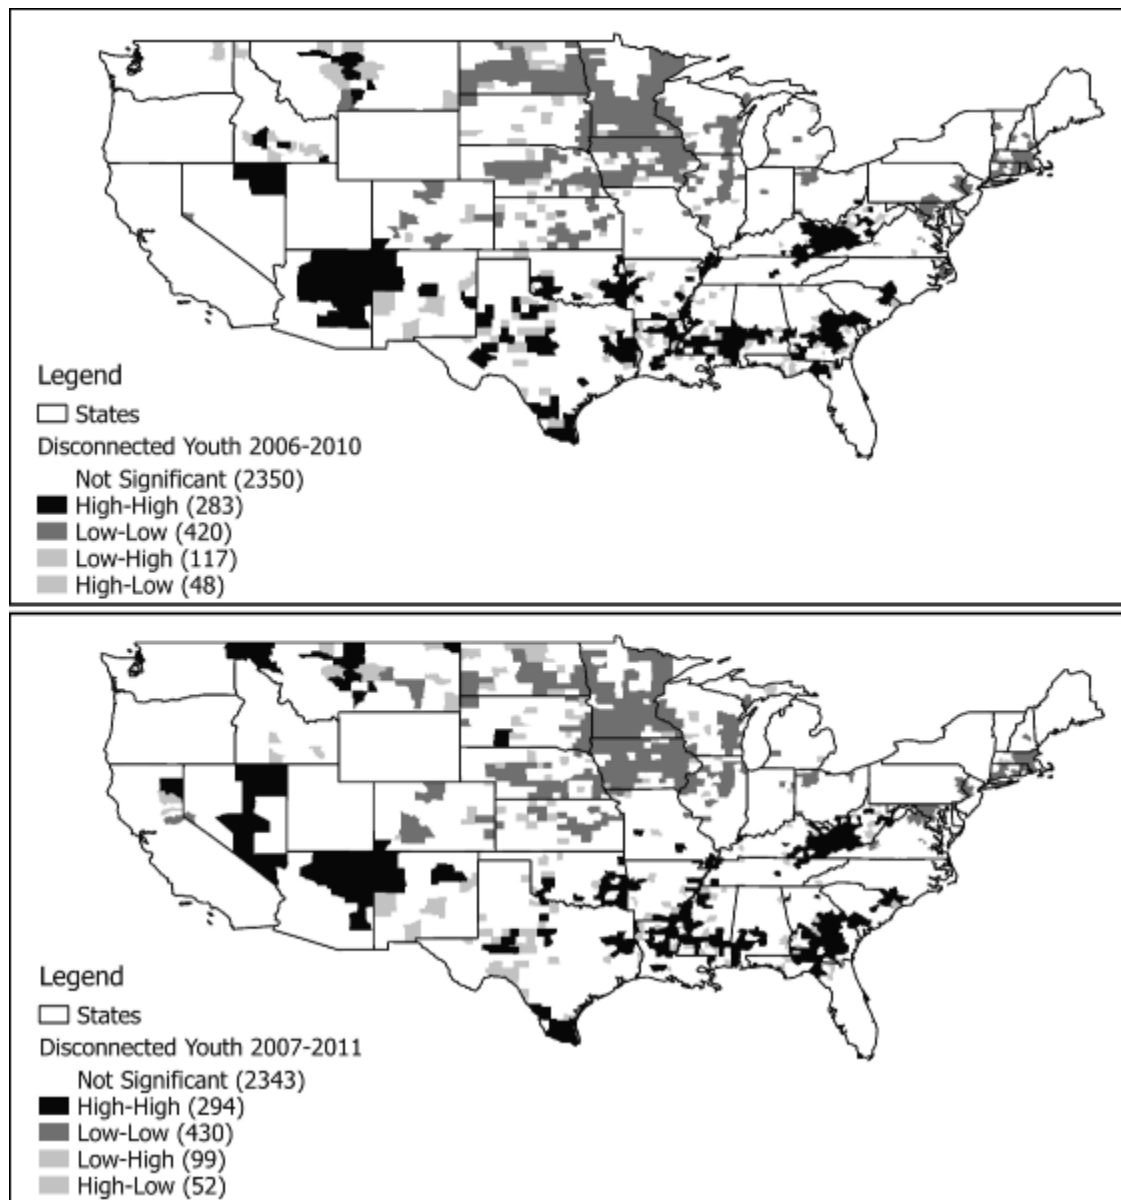 Legend
States
Disconnected Youth 2006-2010
Not Significant (2350)
High-High (283)
Low-Low (420)
Low-High (117)
High-Low (48)
Legend
States
Disconnected Youth 2007-2011
Not Significant (2343)
High-High (294)
Low-Low (430)
Low-High (99)
High-Low (52)